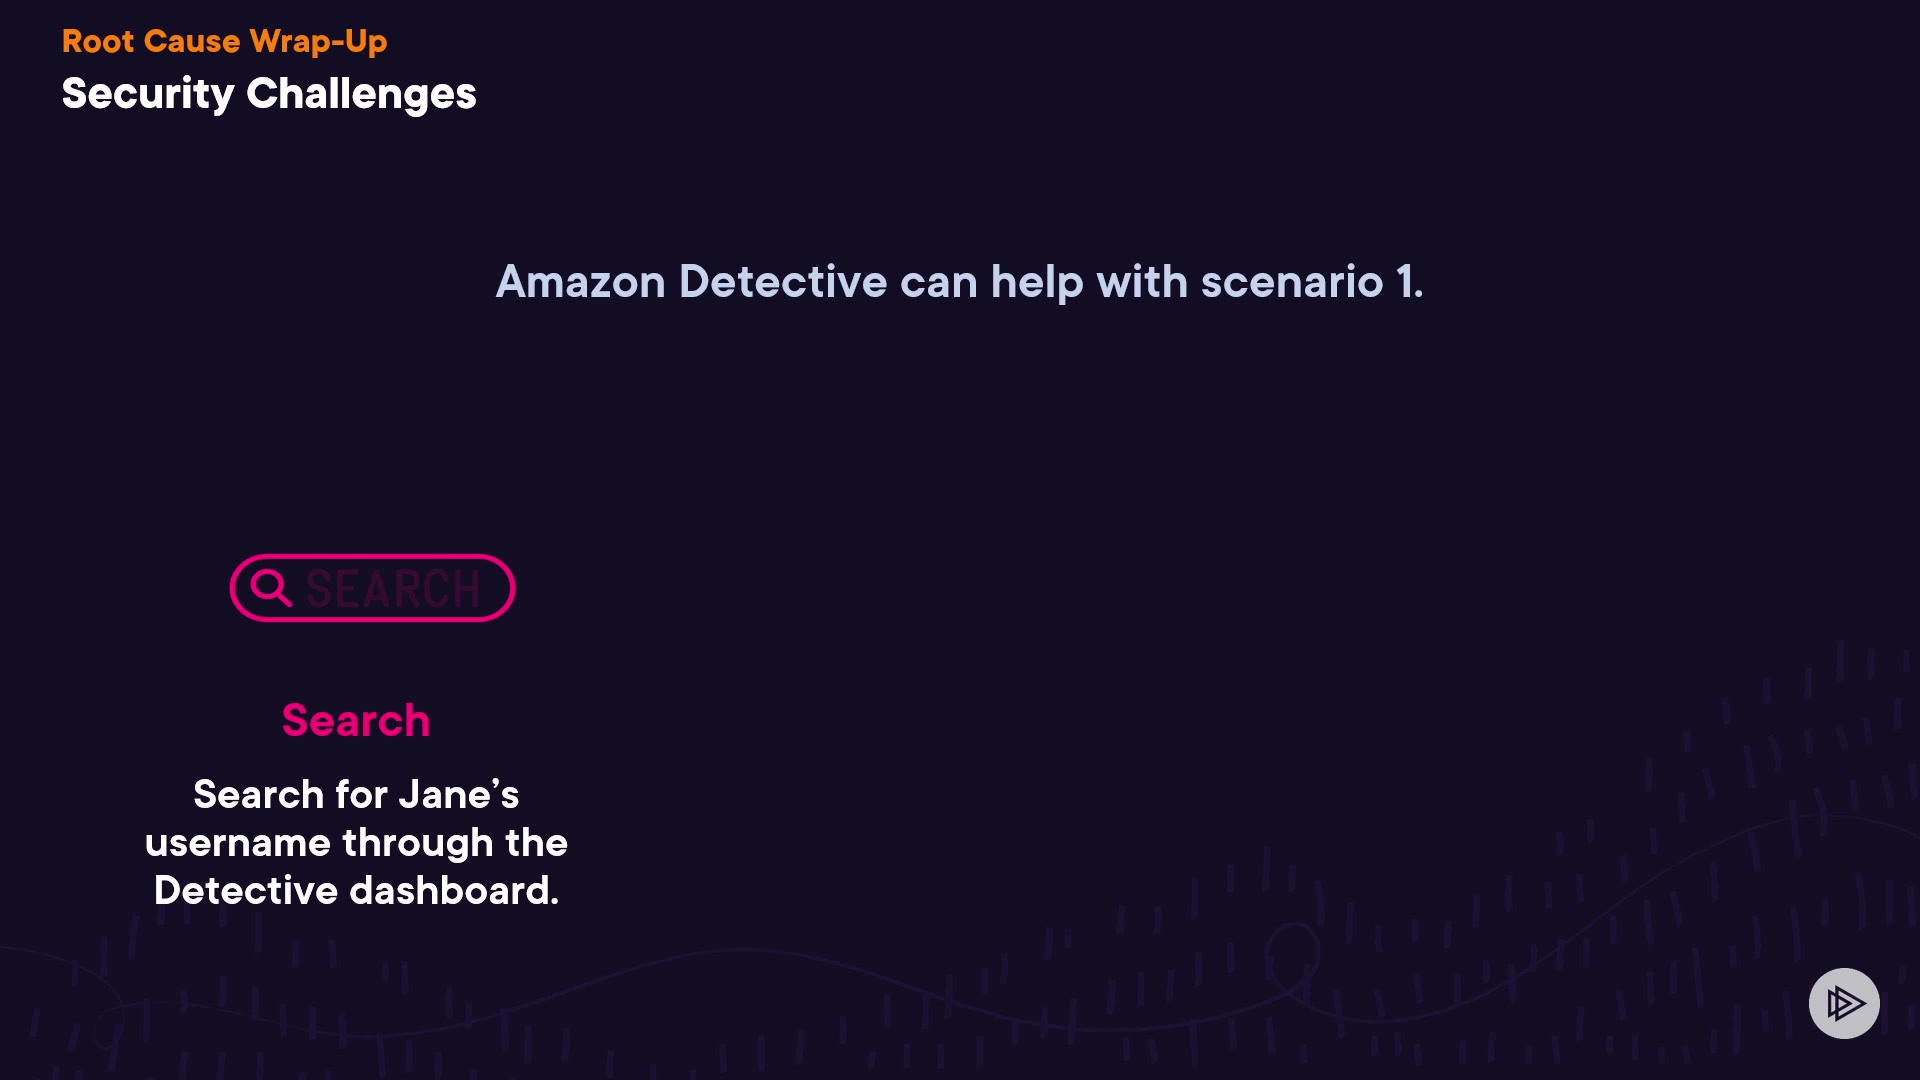 Root Cause Wrap-Up
Security Challenges
Amazon Detective can help with scenario 1.
SEARCH
Search
Search for Jane’s
username through the
Detective dashboard.